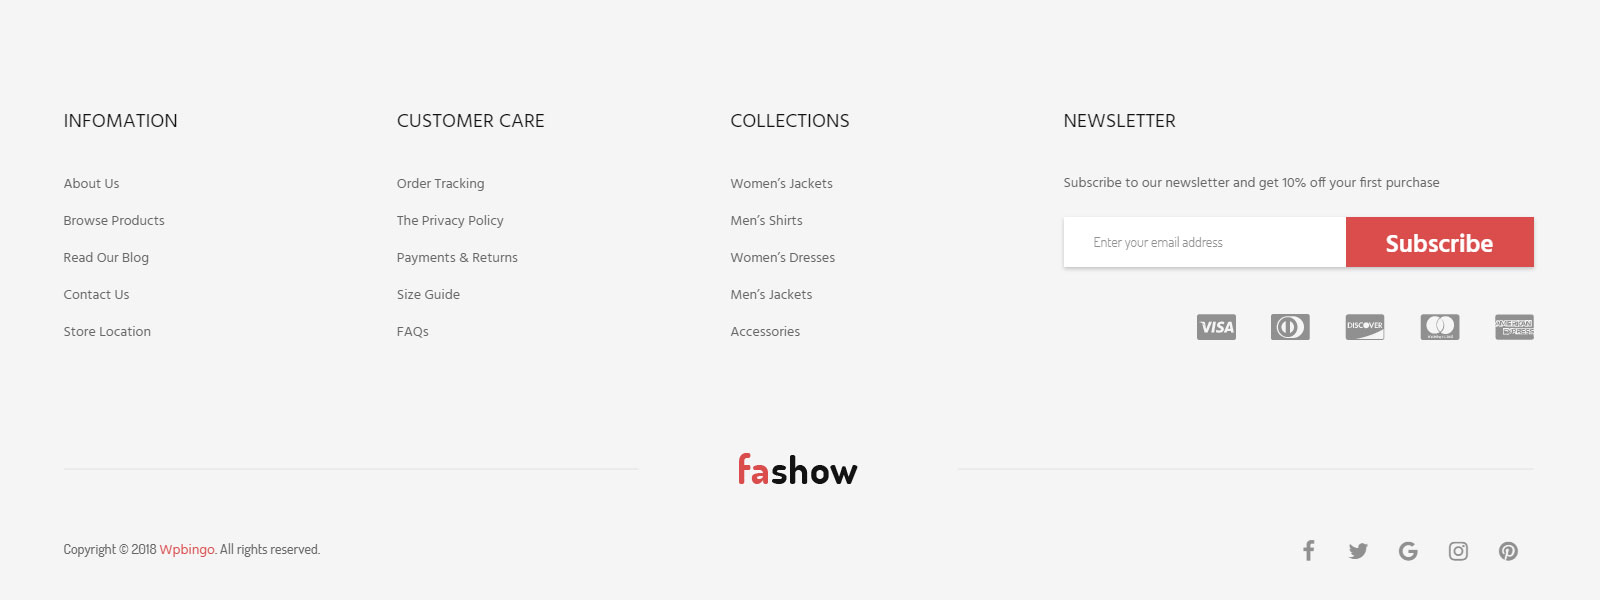 INFOMATION
About Us
Browse Products
Read Our Blog
Contact Us
Store Location
CUSTOMER CARE
Order Tracking
The Privacy Policy
Payments & Returns
Size Guide
FAQs
COLLECTIONS
Women’s Jackets
Men’s Shirts
Women’s Dresses
Men’s Jackets
Accessories
NEWSLETTER
Subscribe to our newsletter and get 10% off your first purchase
Enter your email address
Subscribe
VISA
DISCOVER
AMERICAN
EXPRESS
fashow
Copyright © 2018 Wpbingo. All rights reserved.